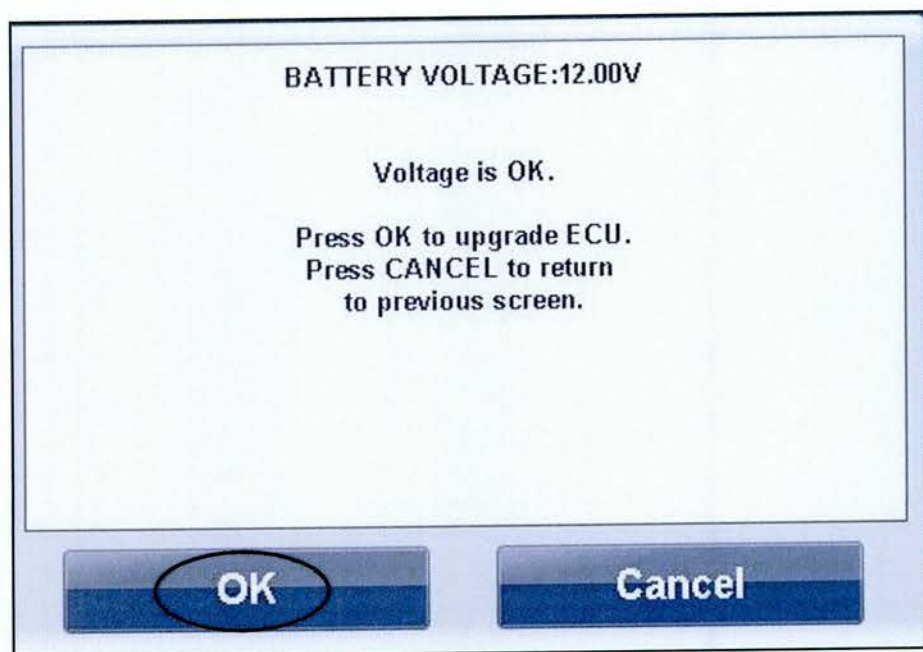 BATTERY VOLTAGE:12.00V
Voltage is OK.
Press OK to upgrade ECU.
Press CANCEL to return
to previous screen.
OK
Cancel